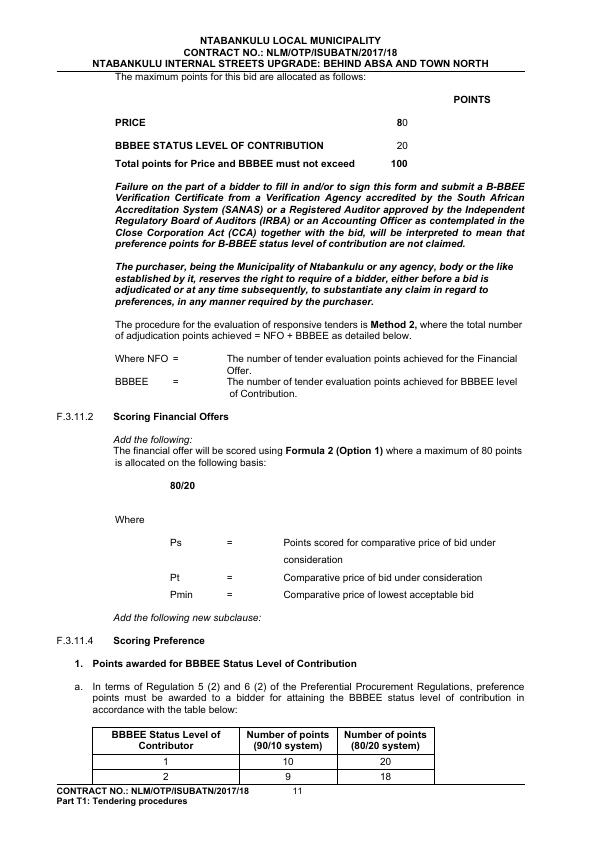 NTABANKULU LOCAL MUNICIPALITY
CONTRACT NO.: NLM/OTP/ISUBATN/2017/18
NTABANKULU INTERNAL STREETS UPGRADE: BEHIND ABSA AND TOWN NORTH
The maximum points for this bid are allocated as follows:
POINTS
PRICE 80
BBBEE STATUS LEVEL OF CONTRIBUTION 20
Total points for Price and BBBEE must not exceed 100
Failure on the part of a bidder to fill in and/or to sign this form and submit a B-BBEE
Verification Certificate from a Verification Agency accredited by the South African
Accreditation System (SANAS) or a Registered Auditor approved by the Independent
Regulatory Board of Auditors (IRBA) or an Accounting Officer as contemplated in the
Close Corporation Act (CCA) together with the bid, will be interpreted to mean that
preference points for B-BBEE status level of contribution are not claimed.
The purchaser, being the Municipality of Ntabankulu or any agency, body or the like
established by it, reserves the right to require of a bidder, either before a bid is
adjudicated or at any time subsequently, to substantiate any claim in regard to
preferences, in any manner required by the purchaser.
The procedure for the evaluation of responsive tenders is Method 2, where the total number
of adjudication points achieved = NFO + BBBEE as detailed below.
Where NFO = The number of tender evaluation points achieved for the Financial
Offer.
BBBEE = The number of tender evaluation points achieved for BBBEE level
of Contribution.
F.3.11.2 Scoring Financial Offers
Add the following:
The financial offer will be scored using Formula 2 (Option 1) where a maximum of 80 points
is allocated on the following basis:
80/20
Where
Ps = Points scored for comparative price of bid under
consideration
Pt = Comparative price of bid under consideration
Pmin = Comparative price of lowest acceptable bid
Add the following new subclause:
F.3.11.4 Scoring Preference
1. Points awarded for BBBEE Status Level of Contribution
a. In terms of Regulation 5 (2) and 6 (2) of the Preferential Procurement Regulations, preference
points must be awarded to a bidder for attaining the BBBEE status level of contribution in
accordance with the table below:
BBBEE Status Level of Number of points Number of points
Contributor (90/10 system) (80/20 system)
1 10 20
2 9 18
CONTRACT NO.: NLM/OTP/ISUBATN/2017/18 11
Part T1: Tendering procedures